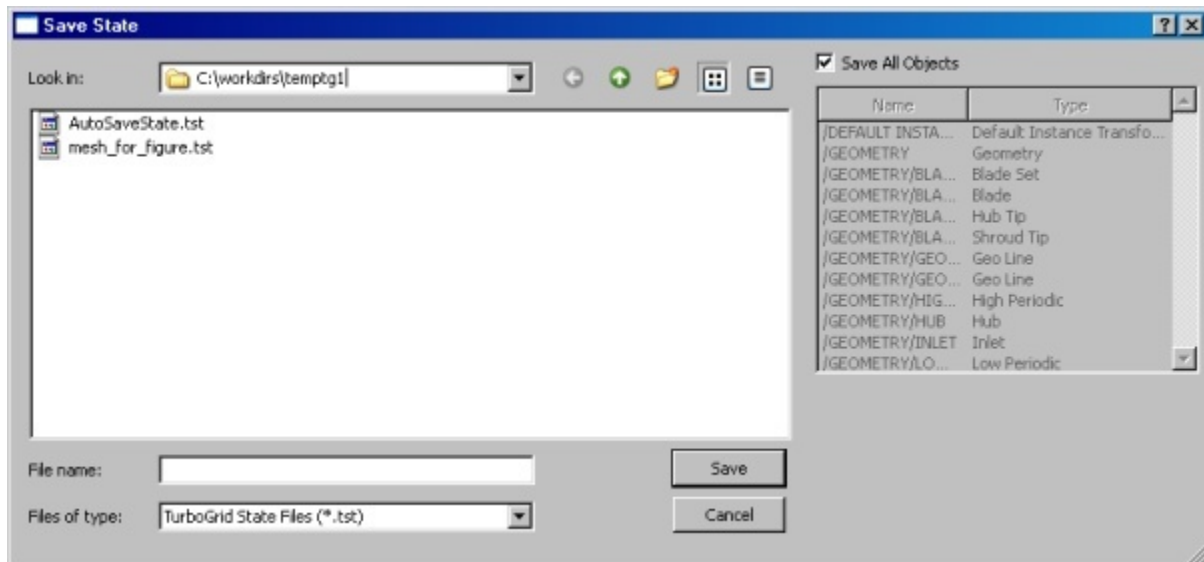 Save State
Look in:
C:\workdirs\temptg1
AutoSaveState.tst
mesh_for_figure.tst
File name:
Save
Files of type:
TurboGrid State Files (*.tst)
Cancel
Save All Objects
Name Type
/DEFAULT INSTA... Default Instance Transfo...
/GEOMETRY Geometry
/GEOMETRY/BLA... Blade Set
/GEOMETRY/BLA... Blade
/GEOMETRY/BLA... Hub Tip
/GEOMETRY/BLA... Shroud Tip
/GEOMETRY/GEO... Geo Line
/GEOMETRY/GEO... Geo Line
/GEOMETRY/HIG... High Periodic
/GEOMETRY/HUB Hub
/GEOMETRY/INLET Inlet
/GEOMETRY/LO... Low Periodic